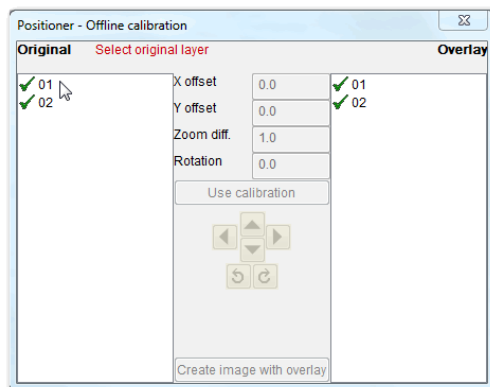 Positioner - Offline calibration
Original Select original layer Overlay
01 X offset 0.0 01
02 Y offset 0.0 02
Zoom diff. 1.0
Rotation 0.0
Use calibration
Create image with overlay